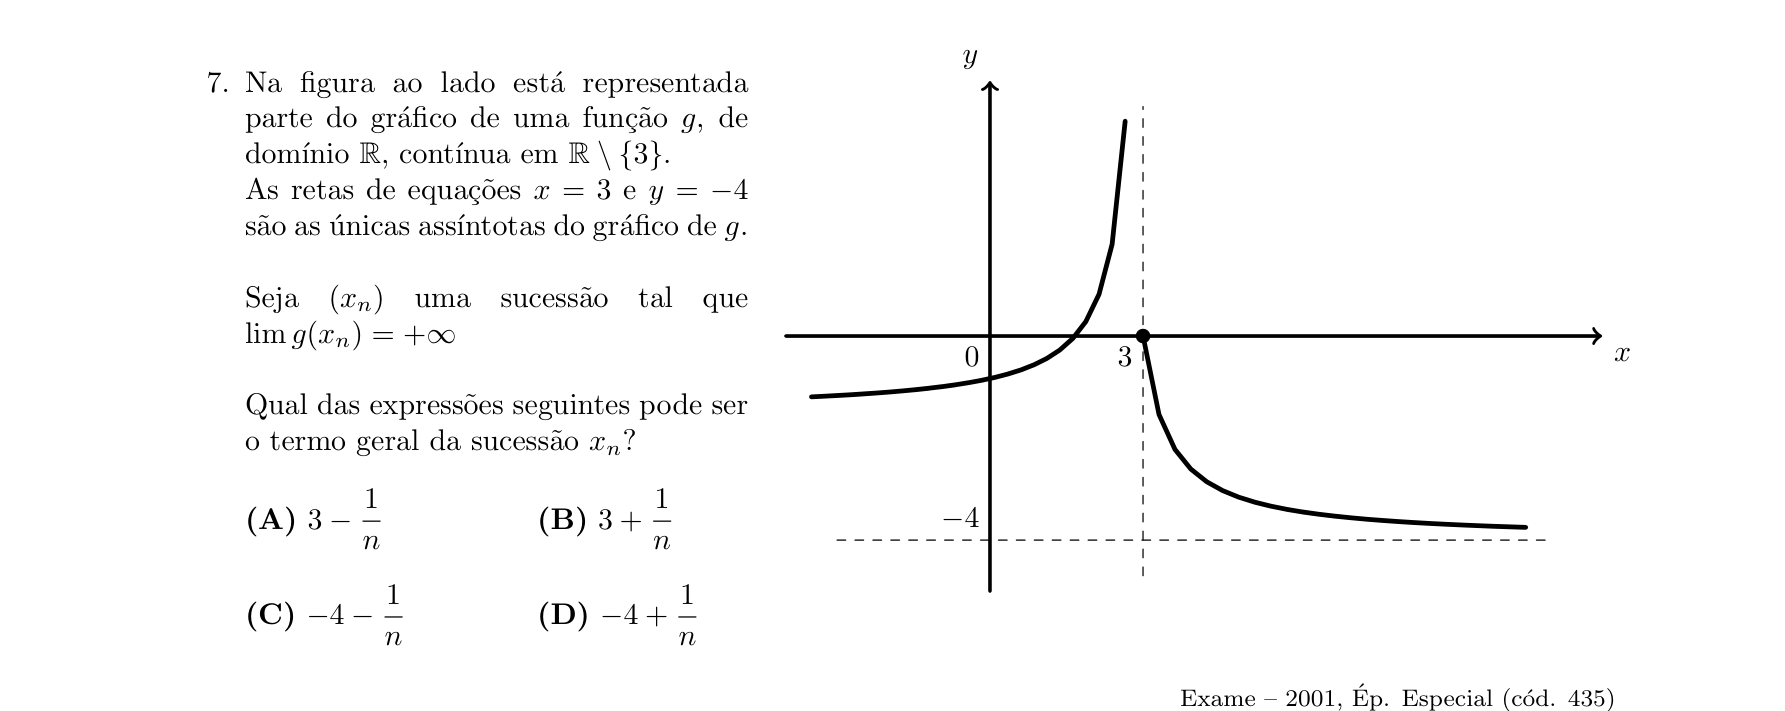 7. Na figura ao lado está representada
parte do gráfico de uma função g, de
domínio ℝ, contínua em ℝ \ {3}.
As retas de equações x = 3 e y = −4
são as únicas assíntotas do gráfico de g.
Seja (xₙ) uma sucessão tal que
lim g(xₙ) = +∞
Qual das expressões seguintes pode ser
o termo geral da sucessão xₙ?
(A) 3 − 1/n (B) 3 + 1/n
(C) −4 − 1/n (D) −4 + 1/n
y
0
3
x
−4
Exame – 2001, Ép. Especial (cód. 435)